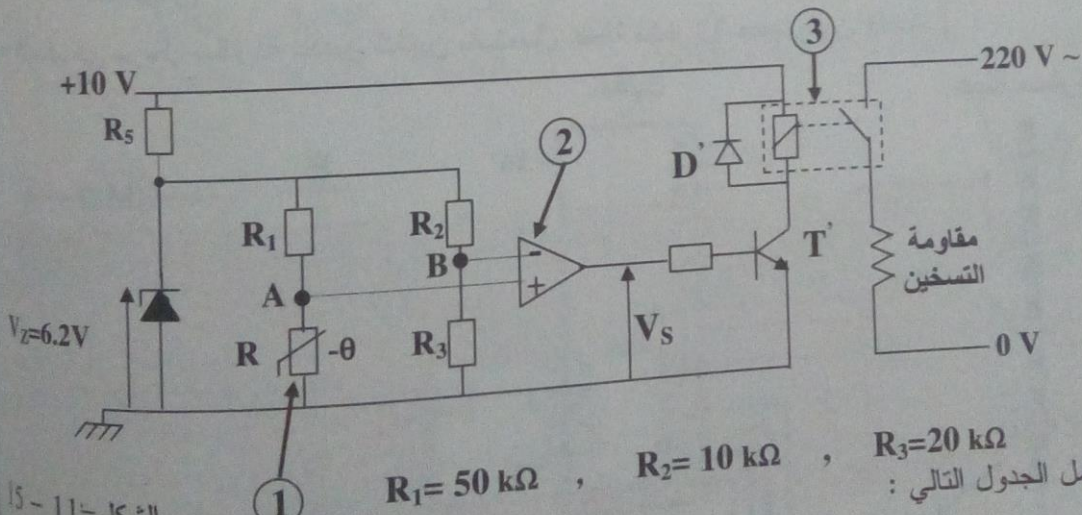 3
220 V ~
+10 V
R5
2
D'
R1
R2
B
-
T'
مقاومة
التسخين
A
+
VZ=6.2V
R
-θ
R3
VS
0 V
1
R1= 50 kΩ , R2= 10 kΩ , R3=20 kΩ
الجدول التالي :